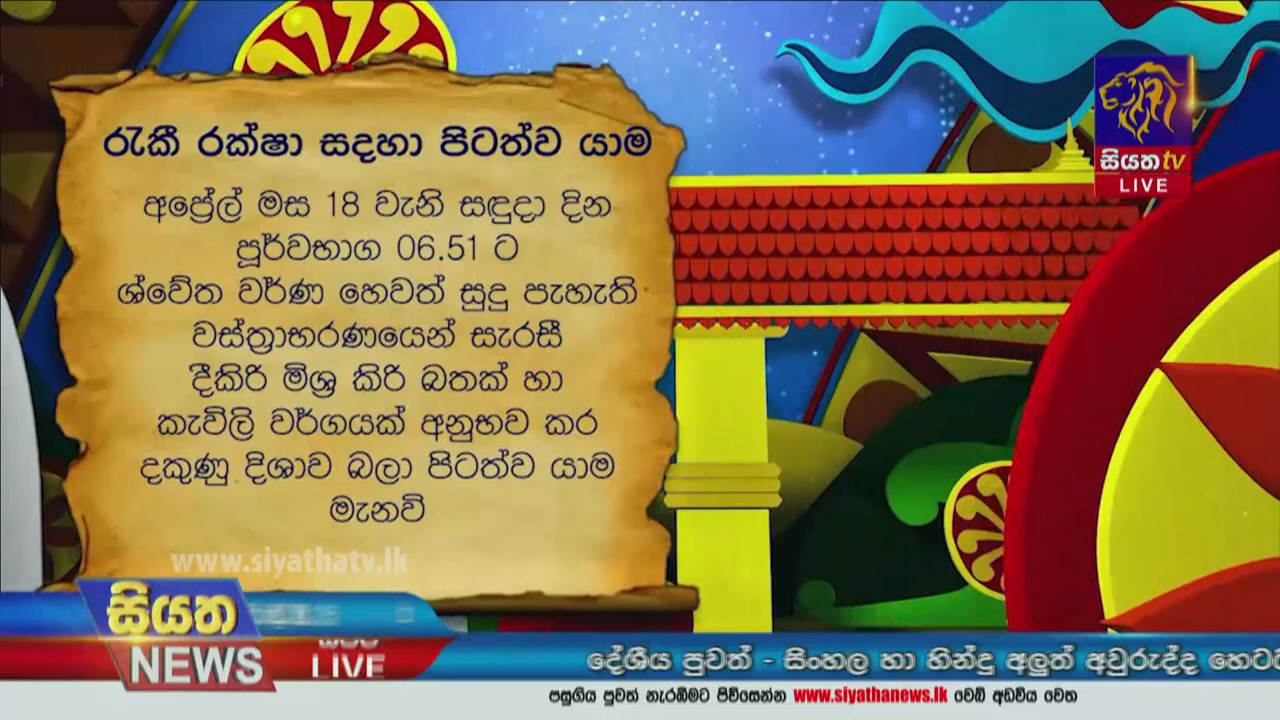 රැකී රක්ෂා සදහා පිටත්ව යාම
අප්‍රේල් මස 18 වැනි සඳුදා දින
පූර්වභාග 06.51 ට
ශ්වේත වර්ණ හෙවත් සුදු පැහැති
වස්ත්‍රාභරණයෙන් සැරසී
දීකිරි මිශ්‍ර කිරි බතක් හා
කැවිලි වර්ගයක් අනුභව කර
දකුණු දිශාව බලා පිටත්ව යාම
මැනවි
www.siyathatv.lk
සියත tv
LIVE
සියත
NEWS
LIVE
දේශීය පුවත් - සිංහල හා හින්දු අලුත් අවුරුද්ද
පසුගිය පුවත් නැරඹීමට පිවිසෙන්න www.siyathanews.lk වෙබ් අඩවිය වෙත